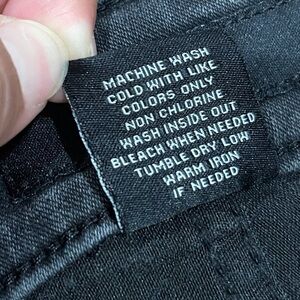 MACHINE WASH
COLD WITH LIKE
COLORS ONLY
NON CHLORINE
WASH INSIDE OUT
BLEACH WHEN NEEDED
TUMBLE DRY LOW
WARM IRON
IF NEEDED